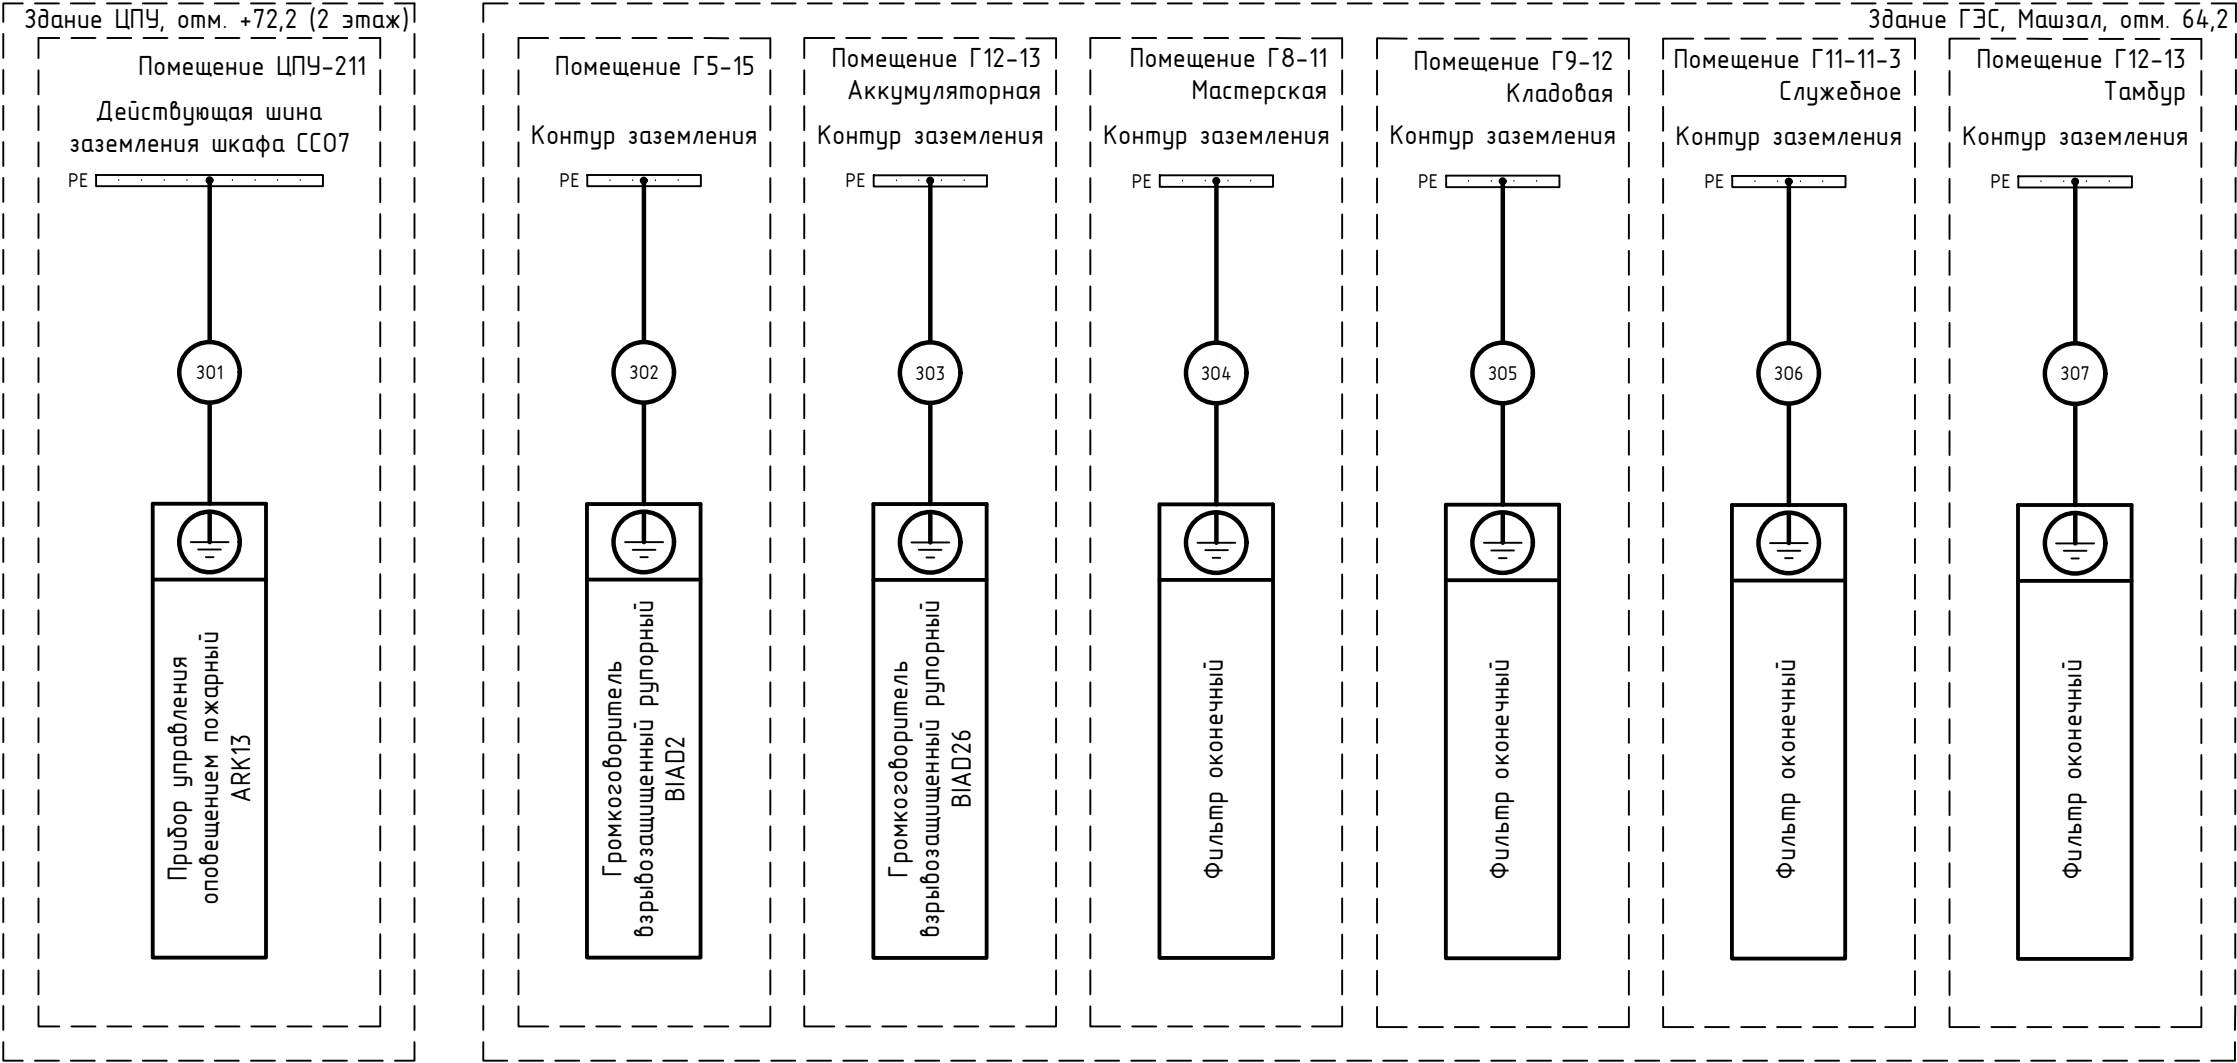 Здание ЦПУ, отм. +72,2 (2 этаж)
Помещение ЦПУ-211
Действующая шина
заземления шкафа СС07
PE
301
Прибор управления
оповещением пожарный
ARK13
Здание ГЭС, Машзал, отм. 64,2
Помещение Г5-15
Контур заземления
PE
302
Громкоговоритель
взрывозащищенный рупорный
BIAD2
Помещение Г12-13
Аккумуляторная
Контур заземления
PE
303
Громкоговоритель
взрывозащищенный рупорный
BIAD26
Помещение Г8-11
Мастерская
Контур заземления
PE
304
Фильтр оконечный
Помещение Г9-12
Кладовая
Контур заземления
PE
305
Фильтр оконечный
Помещение Г11-11-3
Служебное
Контур заземления
PE
306
Фильтр оконечный
Помещение Г12-13
Тамбур
Контур заземления
PE
307
Фильтр оконечный